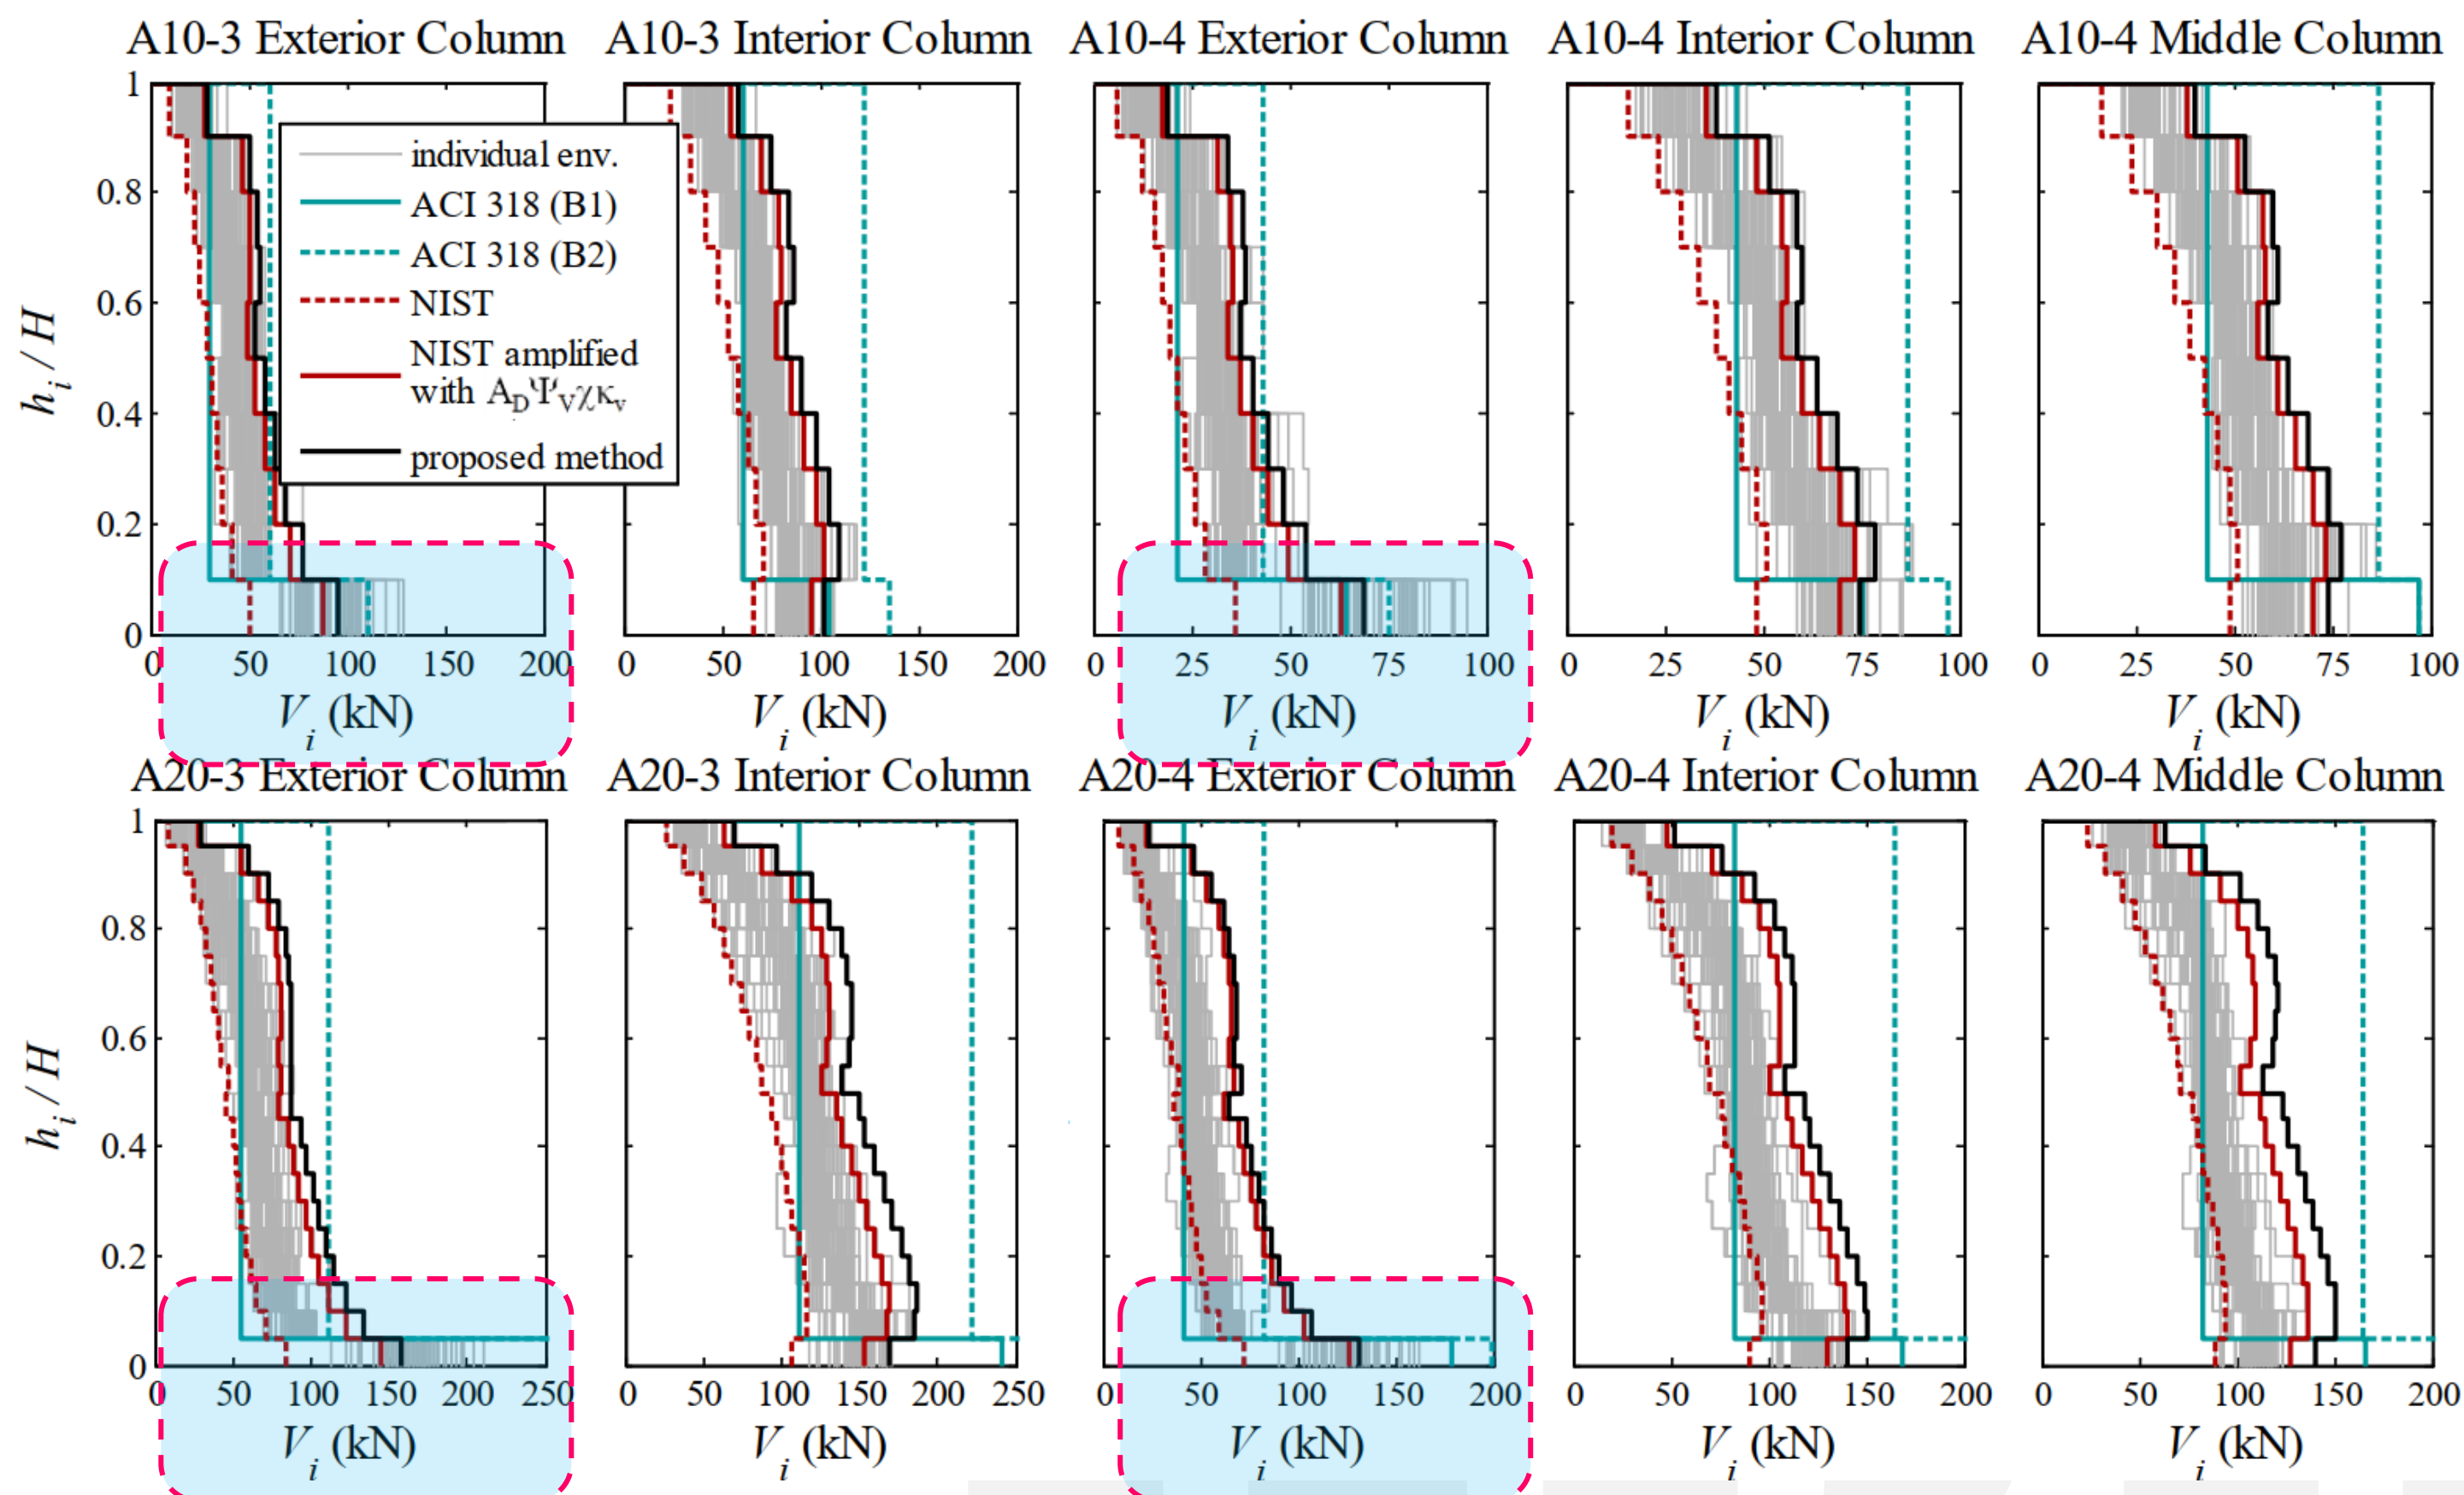 A10-3 Exterior Column A10-3 Interior Column A10-4 Exterior Column A10-4 Interior Column A10-4 Middle Column
1
individual env.
ACI 318 (B1)
0.8
ACI 318 (B2)
0.6
NIST
NIST amplified
with A_D Ψ_V χ κ_v
0.4
proposed method
0.2
0
h_i / H
0 50 100 150 200 0 50 100 150 200 0 25 50 75 100 0 25 50 75 100 0 25 50 75 100
V_i (kN) V_i (kN) V_i (kN) V_i (kN) V_i (kN)
A20-3 Exterior Column A20-3 Interior Column A20-4 Exterior Column A20-4 Interior Column A20-4 Middle Column
1
0.8
0.6
0.4
0.2
0
h_i / H
0 50 100 150 200 250 0 50 100 150 200 250 0 50 100 150 200 0 50 100 150 200 0 50 100 150 200
V_i (kN) V_i (kN) V_i (kN) V_i (kN) V_i (kN)